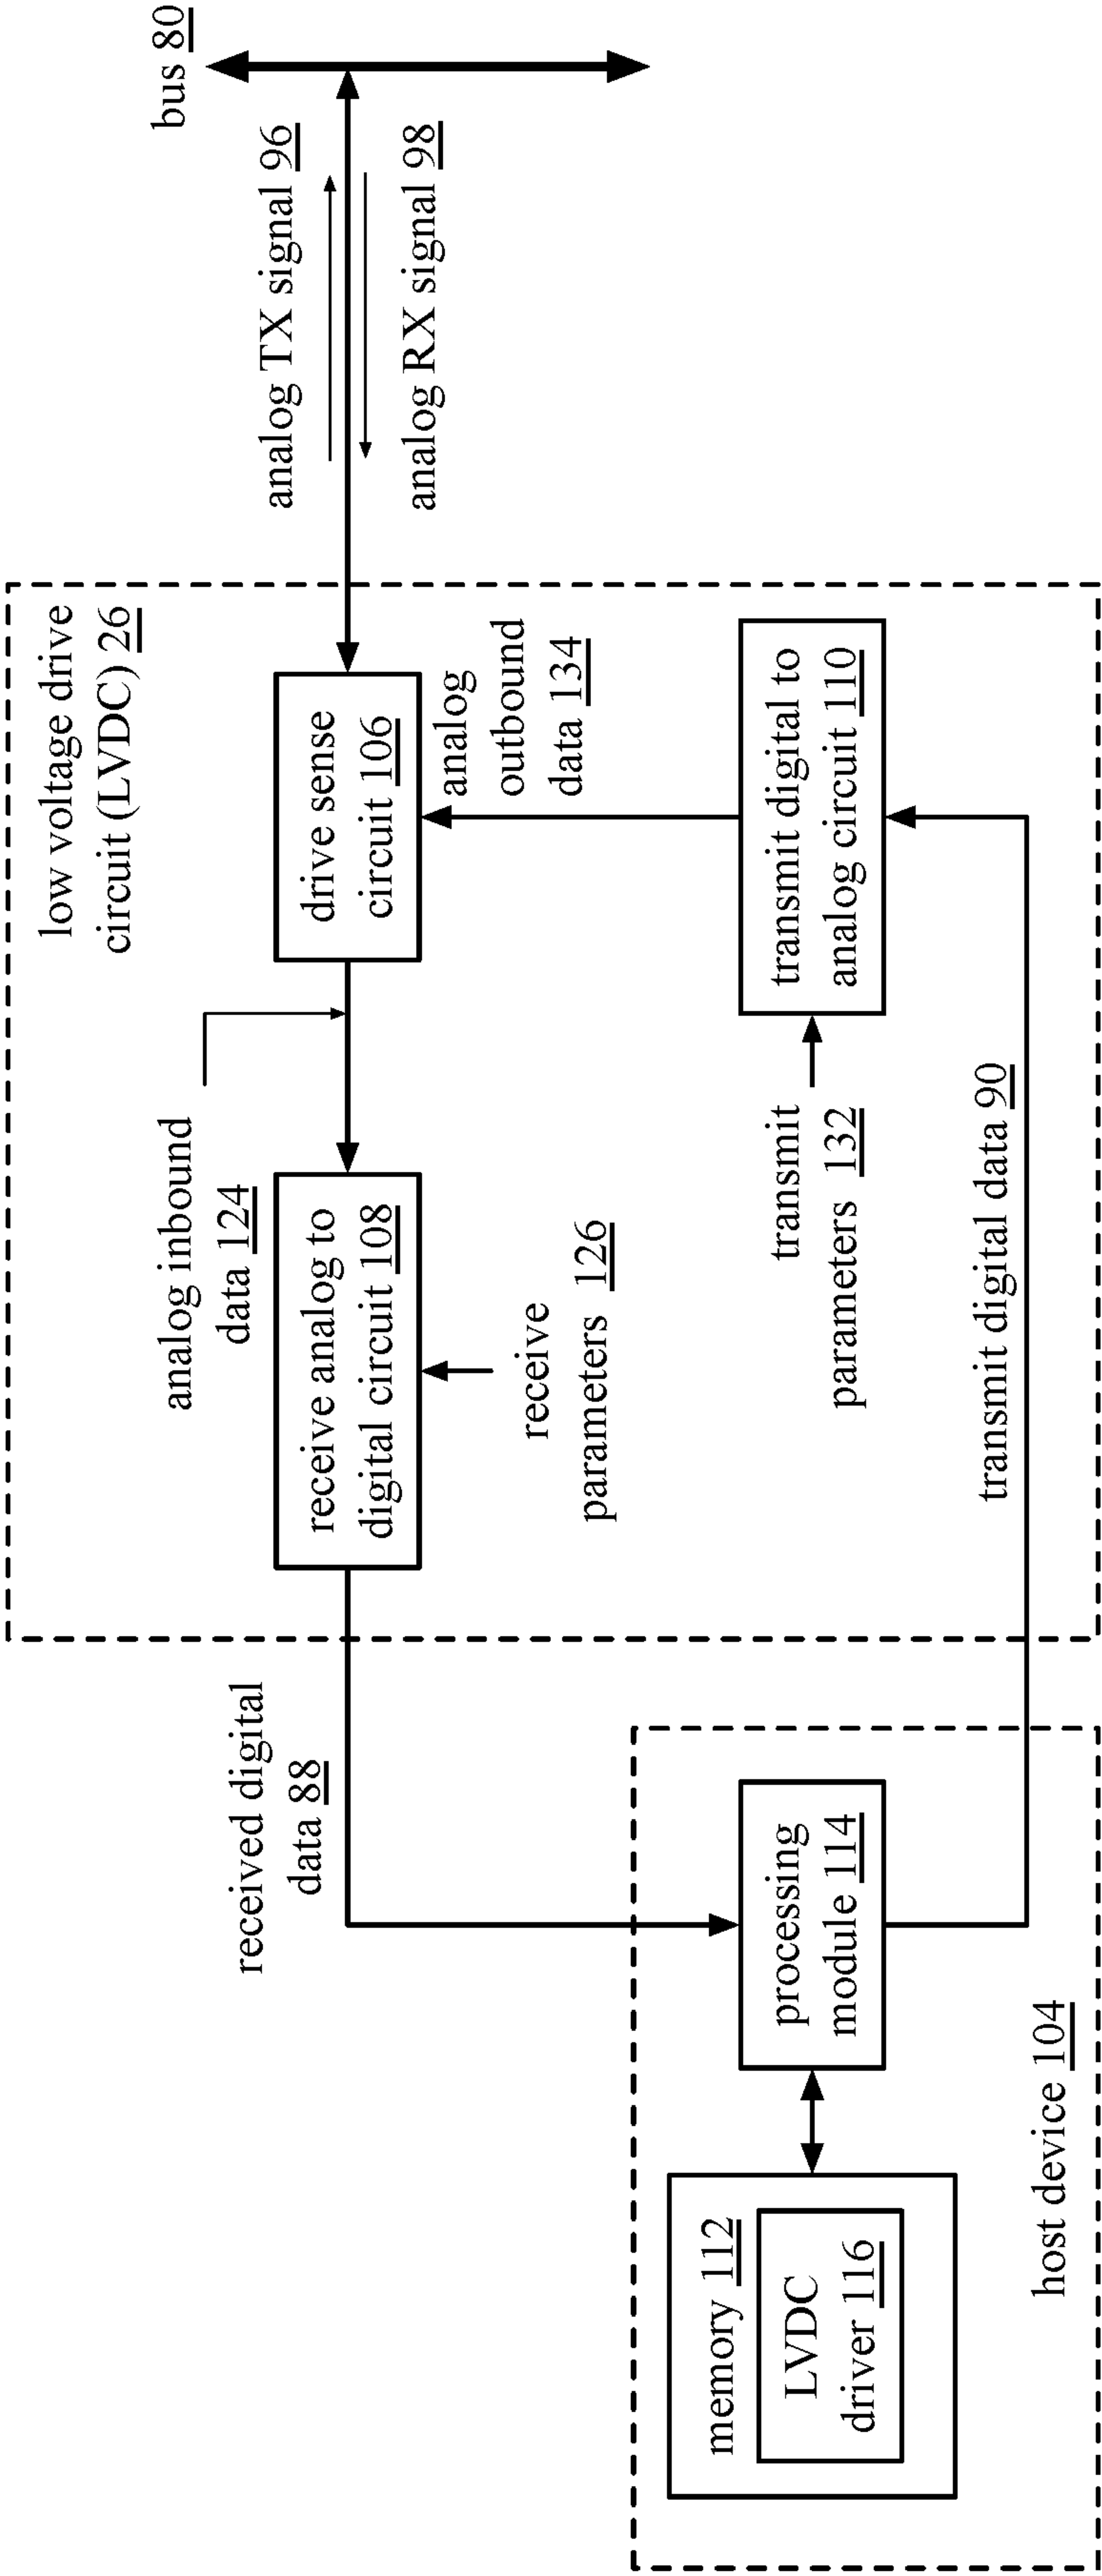 low voltage drive
circuit (LVDC) 26
bus 80
analog TX signal 96
analog RX signal 98
analog inbound
data 124
drive sense
circuit 106
receive analog to
digital circuit 108
analog
outbound
data 134
receive
parameters 126
received digital
data 88
transmit digital to
analog circuit 110
transmit
parameters 132
transmit digital data 90
processing
module 114
memory 112
LVDC
driver 116
host device 104